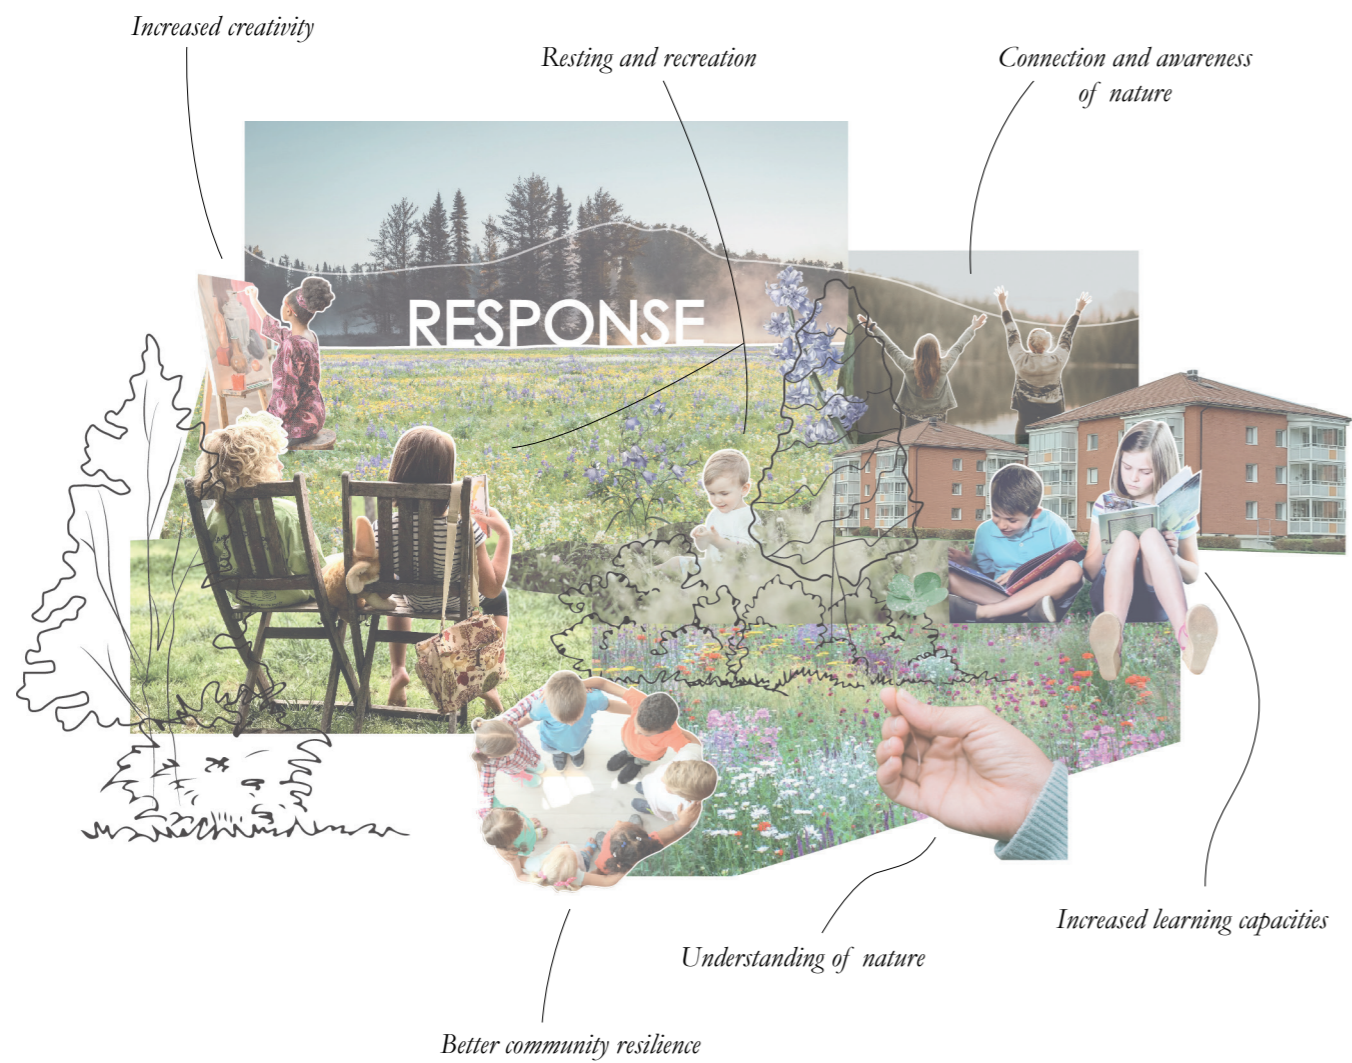 Increased creativity
Resting and recreation
Connection and awareness
of nature
RESPONSE
Increased learning capacities
Understanding of nature
Better community resilience